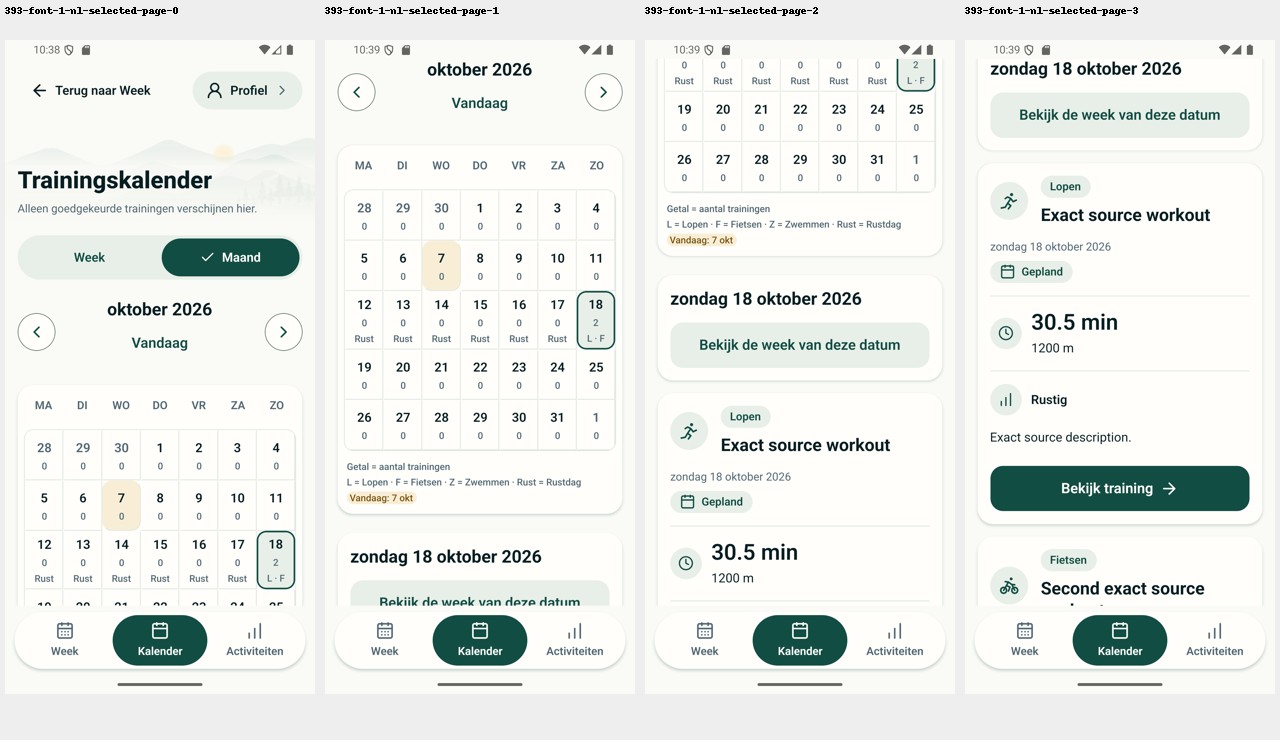 393-font-1-nl-selected-page-0
10:38
Terug naar Week
Profiel
Trainingskalender
Alleen goedgekeurde trainingen verschijnen hier.
Week
Maand
oktober 2026
Vandaag
MA DI WO DO VR ZA ZO
28 29 30 1 2 3 4
0 0 0 0 0 0 0
5 6 7 8 9 10 11
0 0 0 0 0 0 0
12 13 14 15 16 17 18
0 0 0 0 0 0 2
Rust Rust Rust Rust Rust Rust L · F
19 20 21 22 23 24 25
Week
Kalender
Activiteiten
393-font-1-nl-selected-page-1
10:39
oktober 2026
Vandaag
MA DI WO DO VR ZA ZO
28 29 30 1 2 3 4
0 0 0 0 0 0 0
5 6 7 8 9 10 11
0 0 0 0 0 0 0
12 13 14 15 16 17 18
0 0 0 0 0 0 2
Rust Rust Rust Rust Rust Rust L · F
19 20 21 22 23 24 25
0 0 0 0 0 0 0
26 27 28 29 30 31 1
0 0 0 0 0 0 0
Getal = aantal trainingen
L = Lopen · F = Fietsen · Z = Zwemmen · Rust = Rustdag
Vandaag: 7 okt
zondag 18 oktober 2026
Bekijk de week van deze datum
Week
Kalender
Activiteiten
393-font-1-nl-selected-page-2
10:39
0 0 0 0 0 0 2
Rust Rust Rust Rust Rust Rust L · F
19 20 21 22 23 24 25
0 0 0 0 0 0 0
26 27 28 29 30 31 1
0 0 0 0 0 0 0
Getal = aantal trainingen
L = Lopen · F = Fietsen · Z = Zwemmen · Rust = Rustdag
Vandaag: 7 okt
zondag 18 oktober 2026
Bekijk de week van deze datum
Lopen
Exact source workout
zondag 18 oktober 2026
Gepland
30.5 min
1200 m
Week
Kalender
Activiteiten
393-font-1-nl-selected-page-3
10:39
zondag 18 oktober 2026
Bekijk de week van deze datum
Lopen
Exact source workout
zondag 18 oktober 2026
Gepland
30.5 min
1200 m
Rustig
Exact source description.
Bekijk training
Fietsen
Second exact source
Week
Kalender
Activiteiten